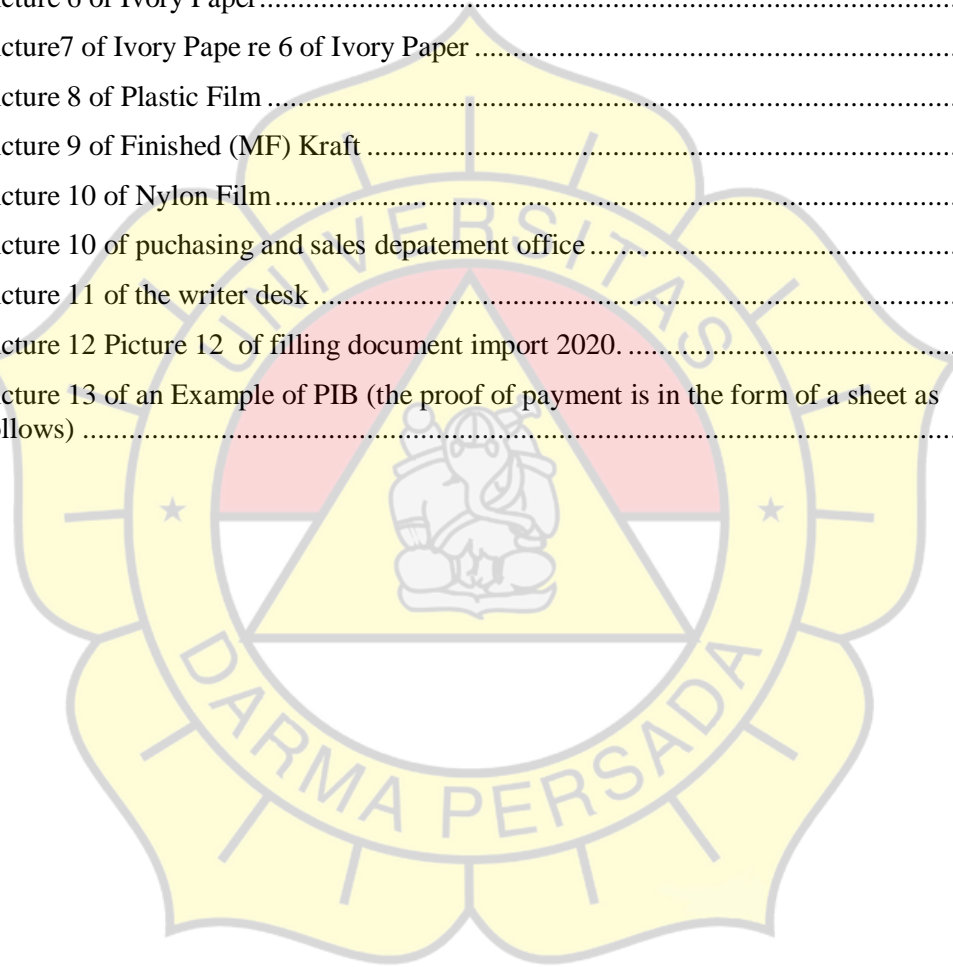 cture 6 of Ivory Paper............................................................................................
cture7 of Ivory Pape re 6 of Ivory Paper ............................................................
cture 8 of Plastic Film ............................................................................................
cture 9 of Finished (MF) Kraft ..............................................................................
cture 10 of Nylon Film............................................................................................
cture 10 of puchasing and sales depatement office ..............................................
cture 11 of the writer desk ......................................................................................
cture 12 Picture 12  of filling document import 2020. ..........................................
cture 13 of an Example of PIB (the proof of payment is in the form of a sheet as
llows) ........................................................................................................................
UNIVERSITAS
DARMA PERSADA